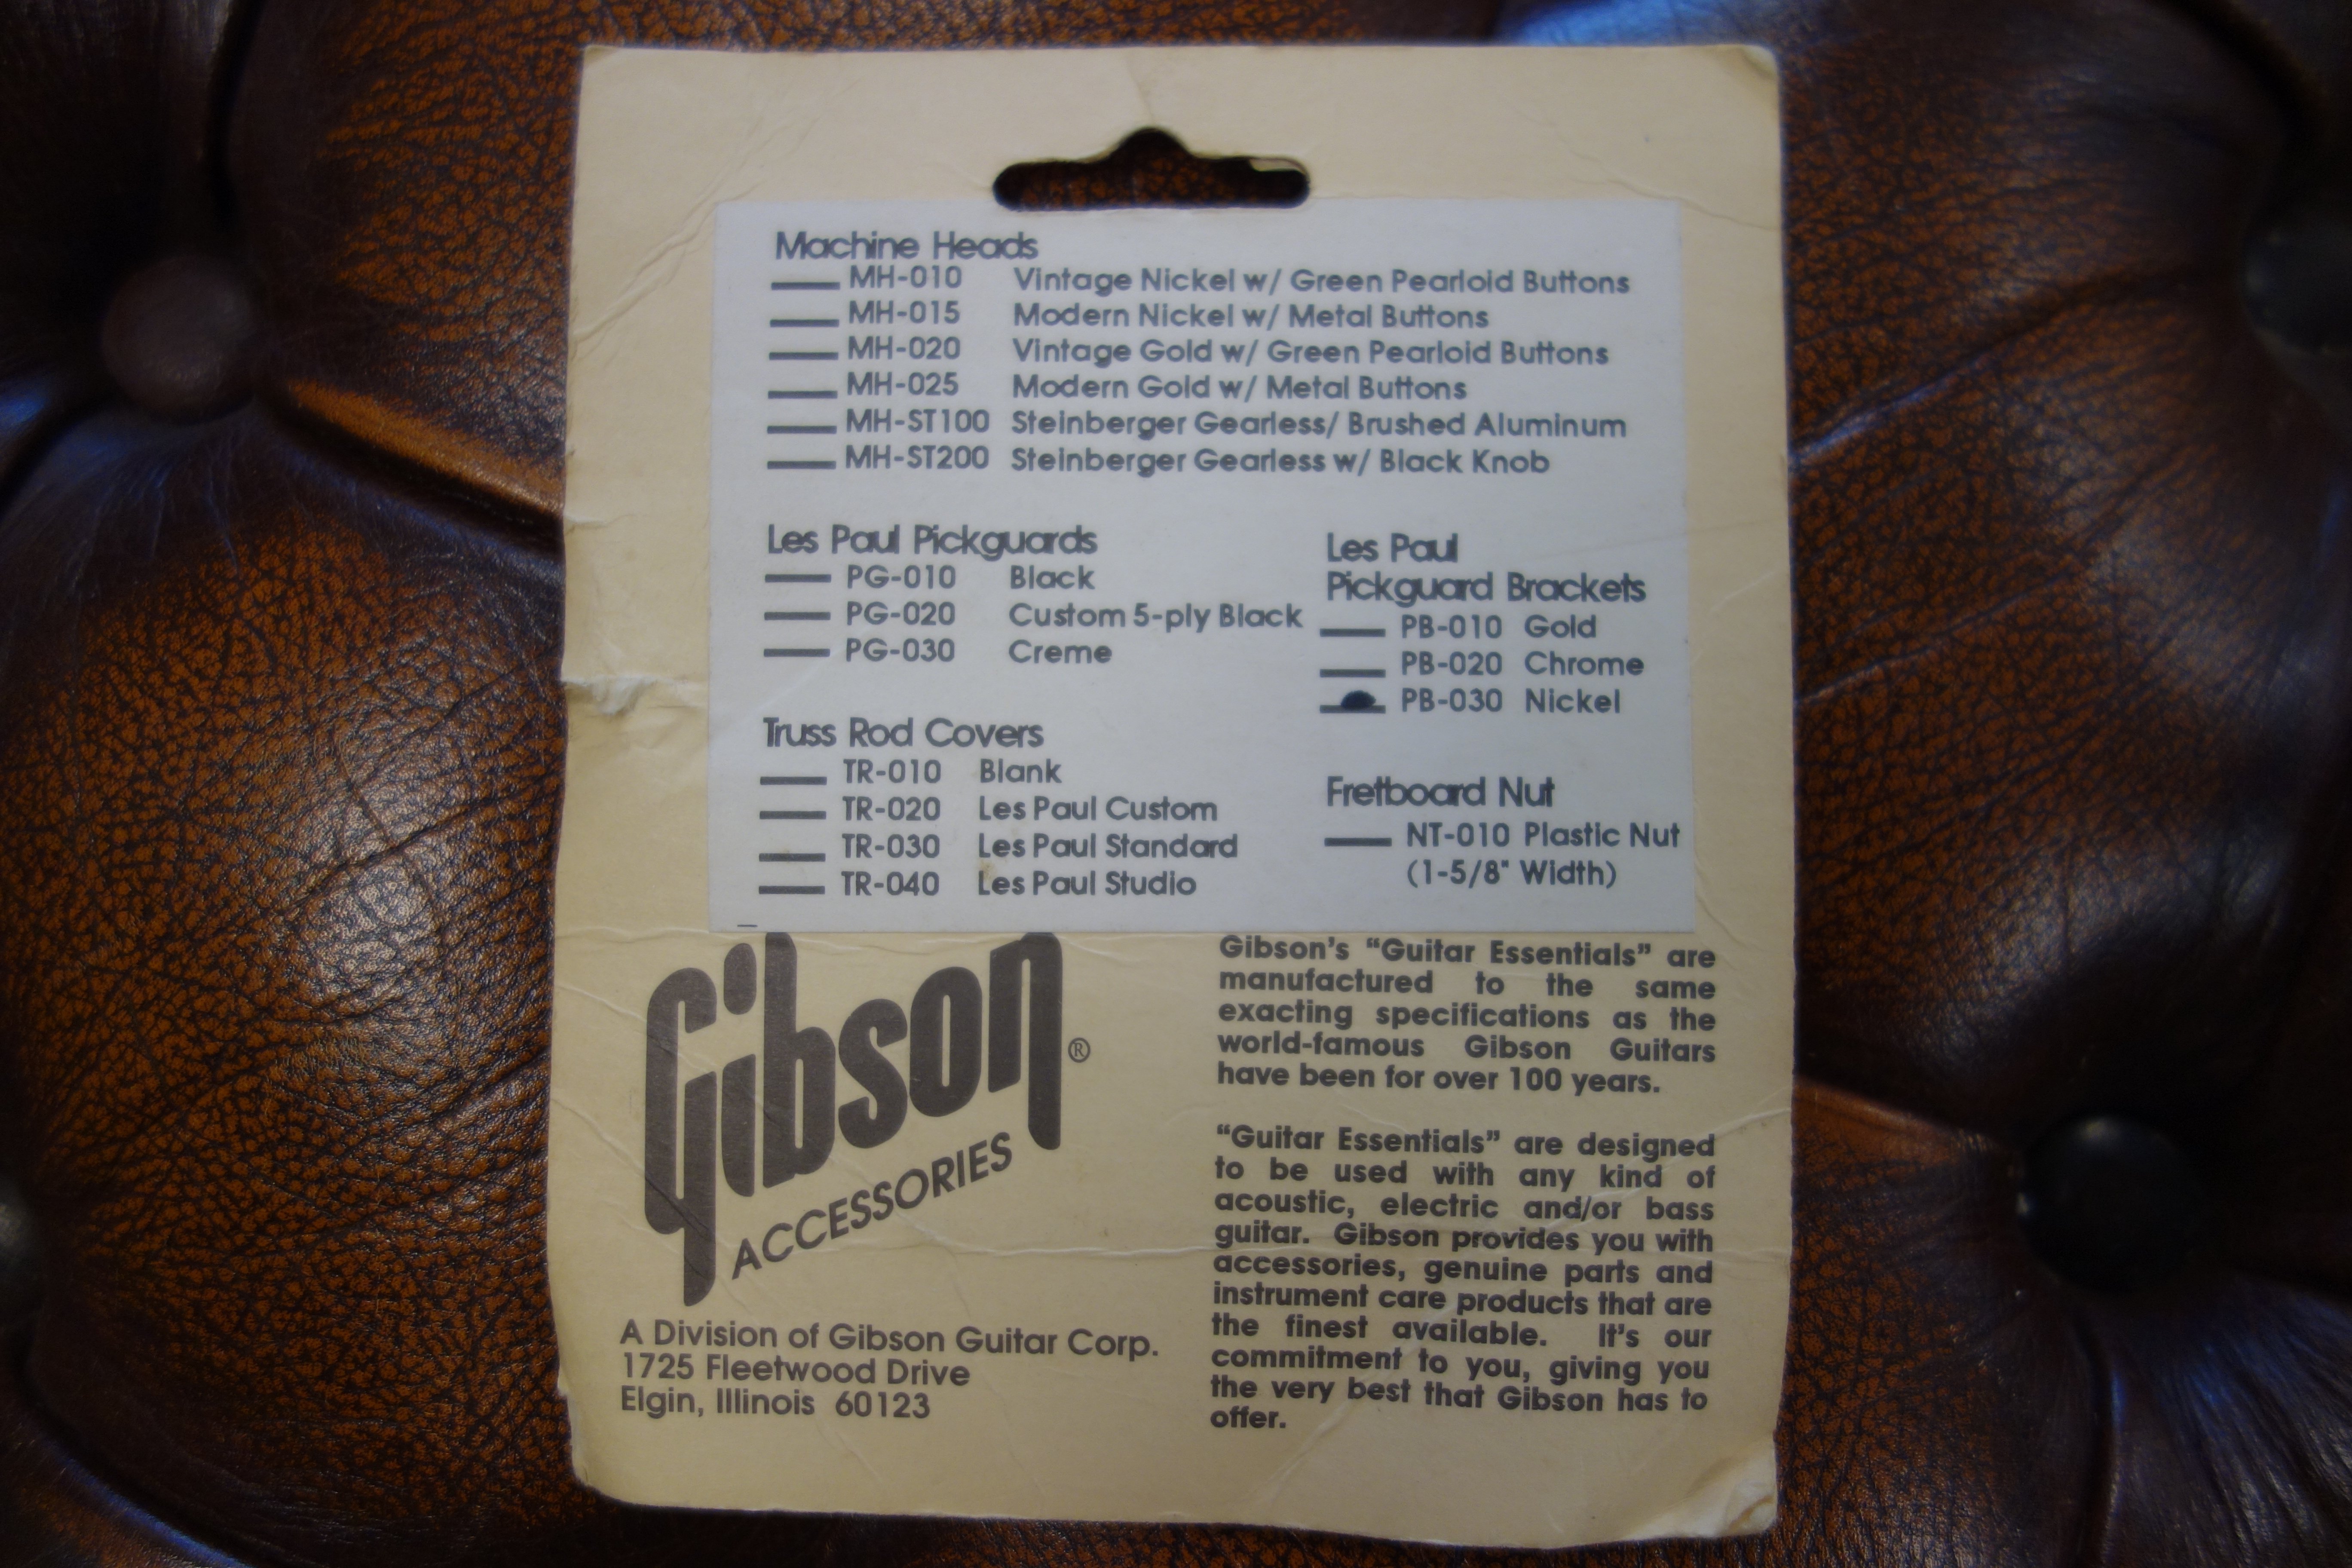 Machine Heads
MH-010 Vintage Nickel w/ Green Pearloid Buttons
MH-015 Modern Nickel w/ Metal Buttons
MH-020 Vintage Gold w/ Green Pearloid Buttons
MH-025 Modern Gold w/ Metal Buttons
MH-ST100 Steinberger Gearless/ Brushed Aluminum
MH-ST200 Steinberger Gearless w/ Black Knob
Les Paul Pickguards
PG-010 Black
PG-020 Custom 5-ply Black
PG-030 Creme
Les Paul
Pickguard Brackets
PB-010 Gold
PB-020 Chrome
PB-030 Nickel
Truss Rod Covers
TR-010 Blank
TR-020 Les Paul Custom
TR-030 Les Paul Standard
TR-040 Les Paul Studio
Fretboard Nut
NT-010 Plastic Nut
(1-5/8" Width)
Gibson®
ACCESSORIES
A Division of Gibson Guitar Corp.
1725 Fleetwood Drive
Elgin, Illinois 60123
Gibson's "Guitar Essentials" are
manufactured to the same
exacting specifications as the
world-famous Gibson Guitars
have been for over 100 years.
"Guitar Essentials" are designed
to be used with any kind of
acoustic, electric and/or bass
guitar. Gibson provides you with
accessories, genuine parts and
instrument care products that are
the finest available. It's our
commitment to you, giving you
the very best that Gibson has to
offer.